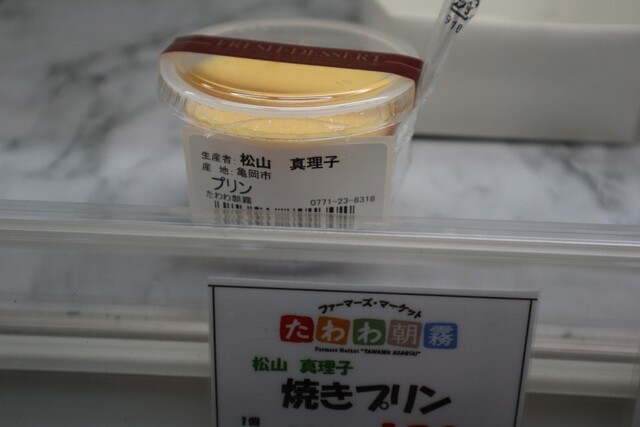 FRESH DESSERT
生産者:松山 真理子
産 地:亀岡市
プリン
たわわ朝霧 0771-23-8318
ファーマーズ・マーケット
たわわ朝霧
Farmers Market "TAWAWA ASAGIRI"
松山 真理子
焼きプリン
1個